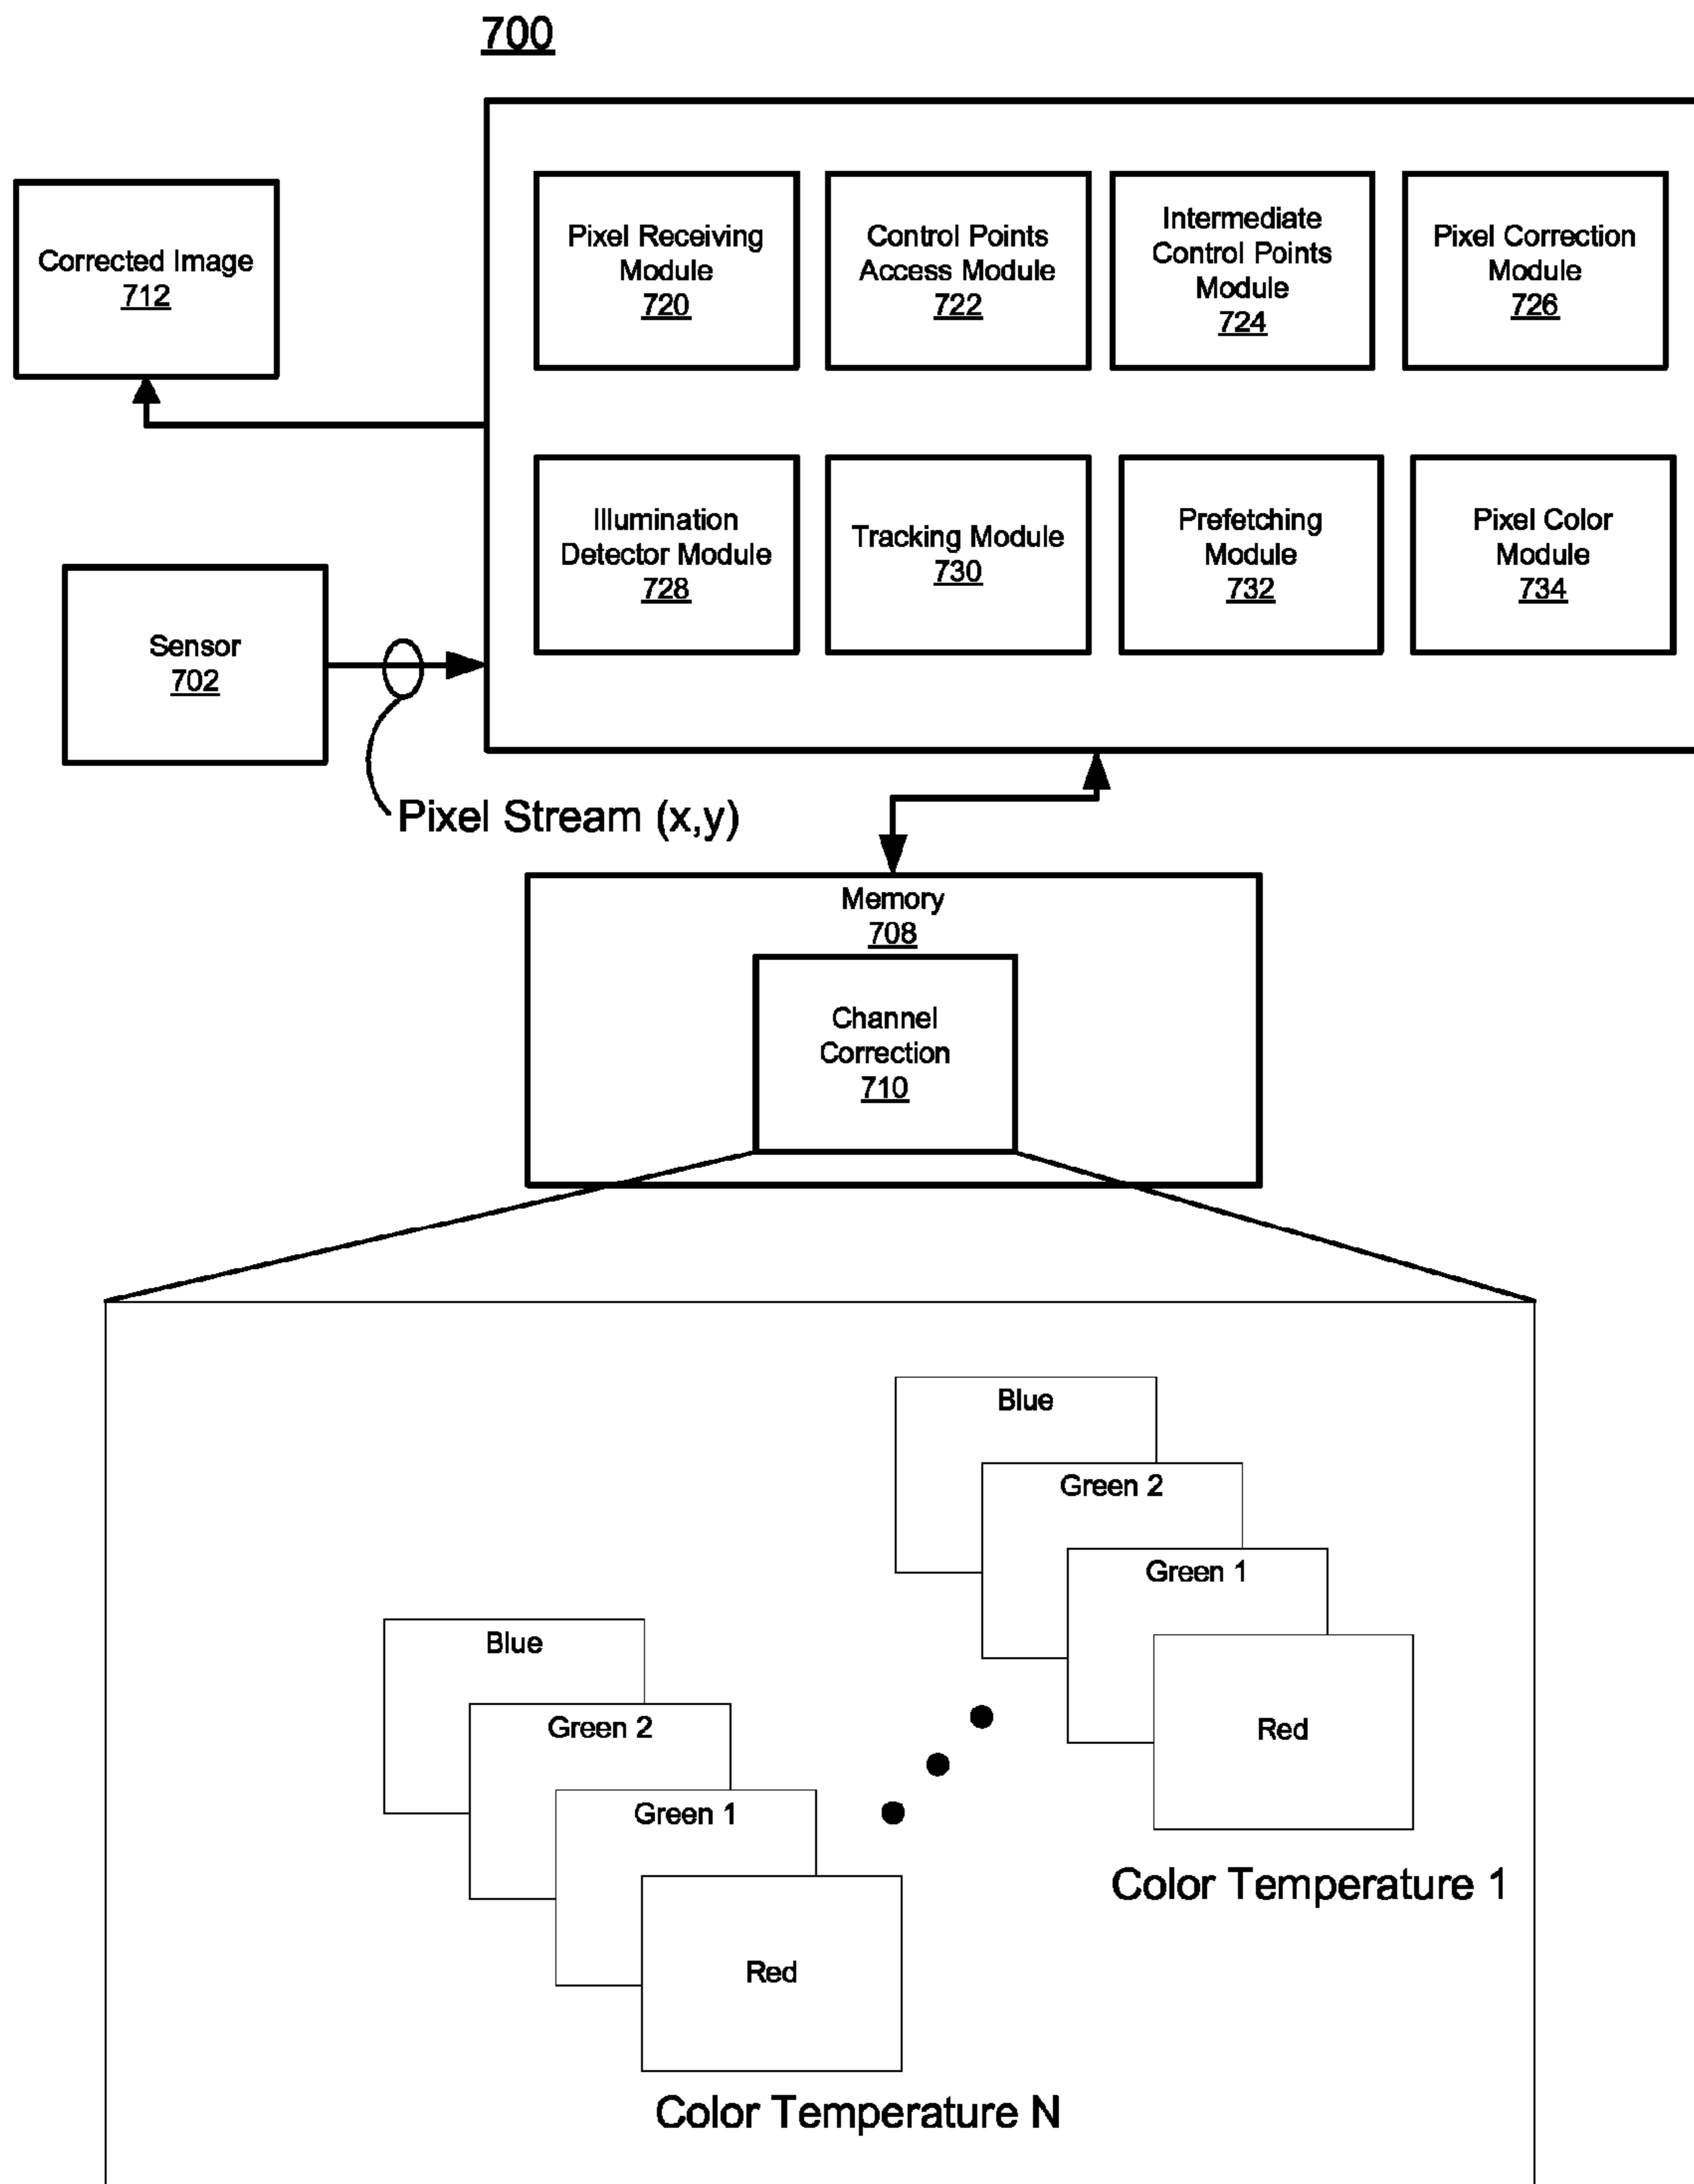 700
Corrected Image
712
Pixel Receiving
Module
720
Control Points
Access Module
722
Intermediate
Control Points
Module
724
Pixel Correction
Module
726
Illumination
Detector Module
728
Tracking Module
730
Prefetching
Module
732
Pixel Color
Module
734
Sensor
702
Pixel Stream (x,y)
Memory
708
Channel
Correction
710
Blue
Green 2
Green 1
Red
Color Temperature 1
Blue
Green 2
Green 1
Red
Color Temperature N